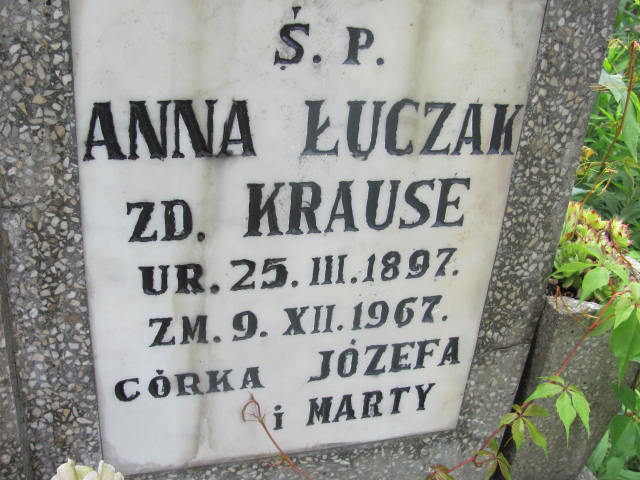 Ś. P.
ANNA ŁUCZAK
ZD. KRAUSE
UR. 25. III. 1897.
ZM. 9. XII. 1967.
CÓRKA JÓZEFA
i MARTY